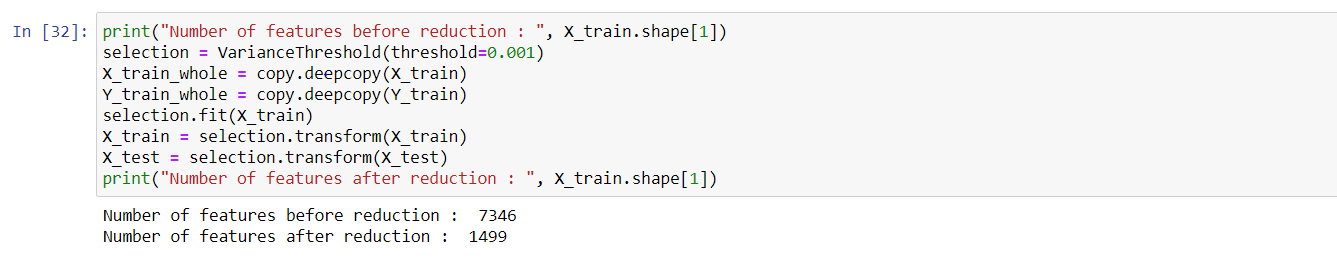 In [32]: print("Number of features before reduction : ", X_train.shape[1])
selection = VarianceThreshold(threshold=0.001)
X_train_whole = copy.deepcopy(X_train)
Y_train_whole = copy.deepcopy(Y_train)
selection.fit(X_train)
X_train = selection.transform(X_train)
X_test = selection.transform(X_test)
print("Number of features after reduction : ", X_train.shape[1])
Number of features before reduction :  7346
Number of features after reduction :  1499